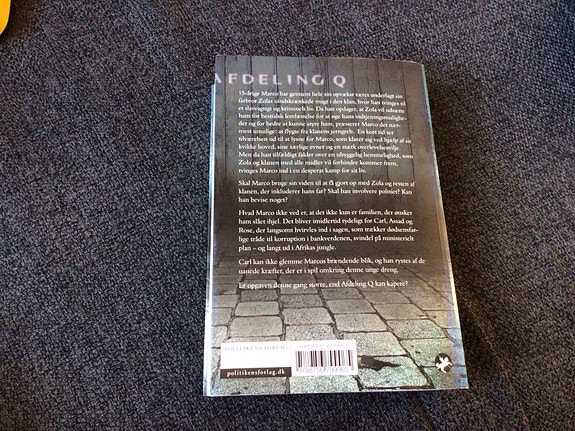 AFDELING Q
15-årige Marco har gennem hele sin opvækst været underlagt sin
farbror Zolas uindskrænkede magt i den klan, hvor han tvinges til
et slaveagtigt og kriminelt liv. Da han opdager, at Zola vil udsætte
ham for bestialsk lemlæstelse for at øge hans indtjeningsmulighe-
der og for bedre at kunne styre ham, præsterer Marco det nær-
mest umulige: at flygte fra klanens jerngreb. En kort tid ser
tilværelsen ud til at lysne for Marco, som klarer sig ved hjælp af sit
kvikke hoved, sine særlige evner og en stærk overlevelsesvilje.
Men da han tilfældigt falder over en uhyggelig hemmelighed, som
Zola og klanen med alle midler vil forhindre kommer frem,
tvinges Marco ind i en desperat kamp for sit liv.
Skal Marco bruge sin viden til at få gjort op med Zola og resten af
klanen, der inkluderer hans far? Skal han involvere politiet? Kan
han bevise noget?
Hvad Marco ikke ved er, at det ikke kun er familien, der ønsker
ham slået ihjel. Det bliver imidlertid tydeligt for Carl, Assad og
Rose, der langsomt hvirvles ind i sagen, som trækker dødsensfar-
lige tråde til korruption i bankverdenen, svindel på ministerielt
plan – og langt ud i Afrikas jungle.
Carl kan ikke glemme Marcos brændende blik, og han rystes af de
uanede kræfter, der er i spil omkring denne unge dreng.
Er opgaven denne gang større, end Afdeling Q kan kapere?
POLITIKENS FORLAG
politikensforlag.dk